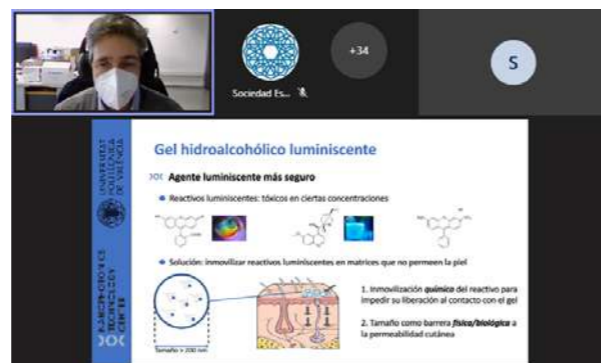 Sociedad Es...
+34
S
UNIVERSITAT
POLITÈCNICA
DE VALÈNCIA
NANOPHOTONICS
TECHNOLOGY
CENTER
Gel hidroalcohólico luminiscente
Agente luminiscente más seguro
Reactivos luminiscentes: tóxicos en ciertas concentraciones
Solución: inmovilizar reactivos luminiscentes en matrices que no permeen la piel
Tamaño > 200 nm
1. Inmovilización química del reactivo para
impedir su liberación al contacto con el gel
2. Tamaño como barrera física/biológica a
la permeabilidad cutánea